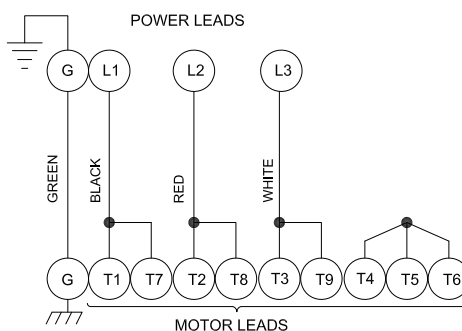 POWER LEADS
G L1 L2 L3
GREEN BLACK RED WHITE
G T1 T7 T2 T8 T3 T9 T4 T5 T6
MOTOR LEADS